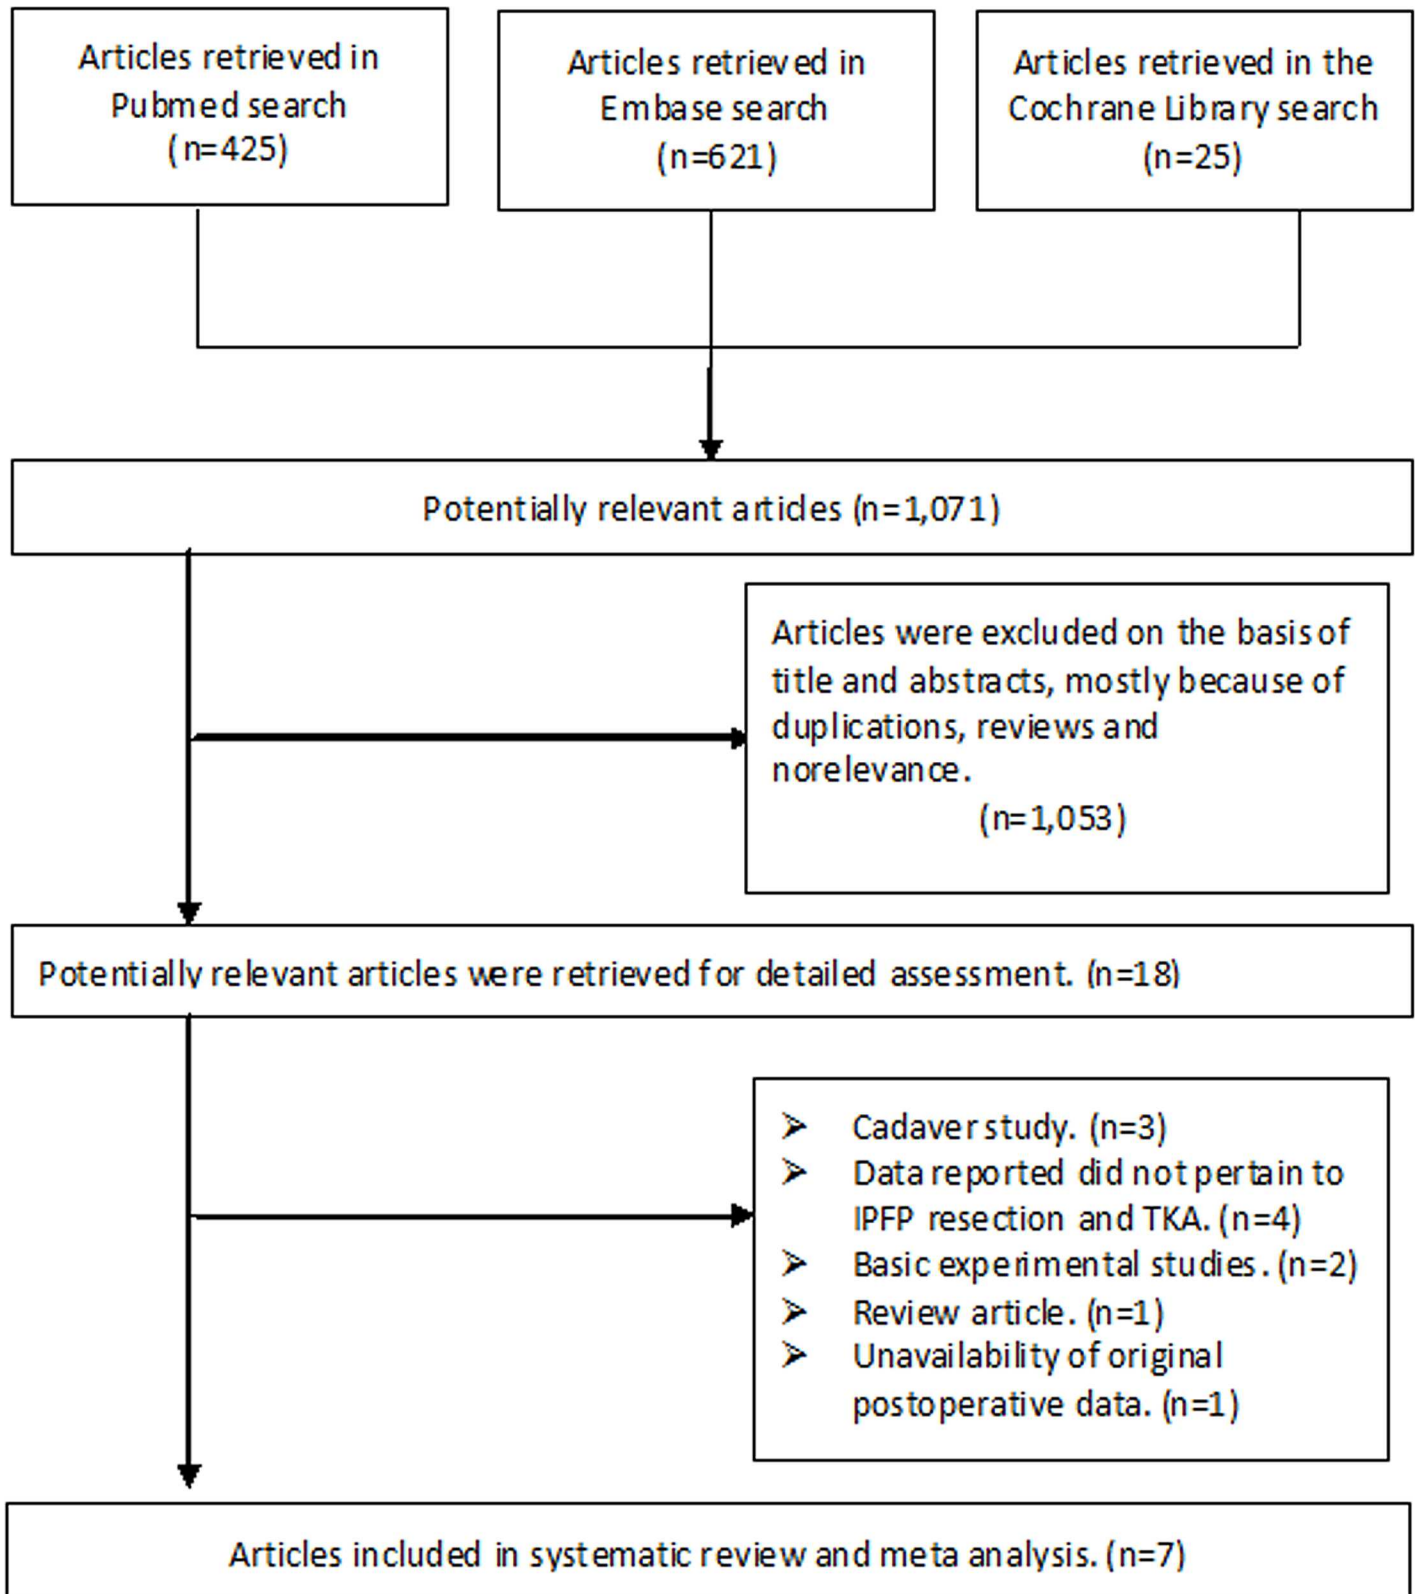 Articles retrieved in
Pubmed search
(n=425)
Articles retrieved in
Embase search
(n=621)
Articles retrieved in the
Cochrane Library search
(n=25)
Potentially relevant articles (n=1,071)
Articles were excluded on the basis of
title and abstracts, mostly because of
duplications, reviews and
norelevance.
(n=1,053)
Potentially relevant articles were retrieved for detailed assessment. (n=18)
➢ Cadaver study. (n=3)
➢ Data reported did not pertain to
IPFP resection and TKA. (n=4)
➢ Basic experimental studies. (n=2)
➢ Review article. (n=1)
➢ Unavailability of original
postoperative data. (n=1)
Articles included in systematic review and meta analysis. (n=7)